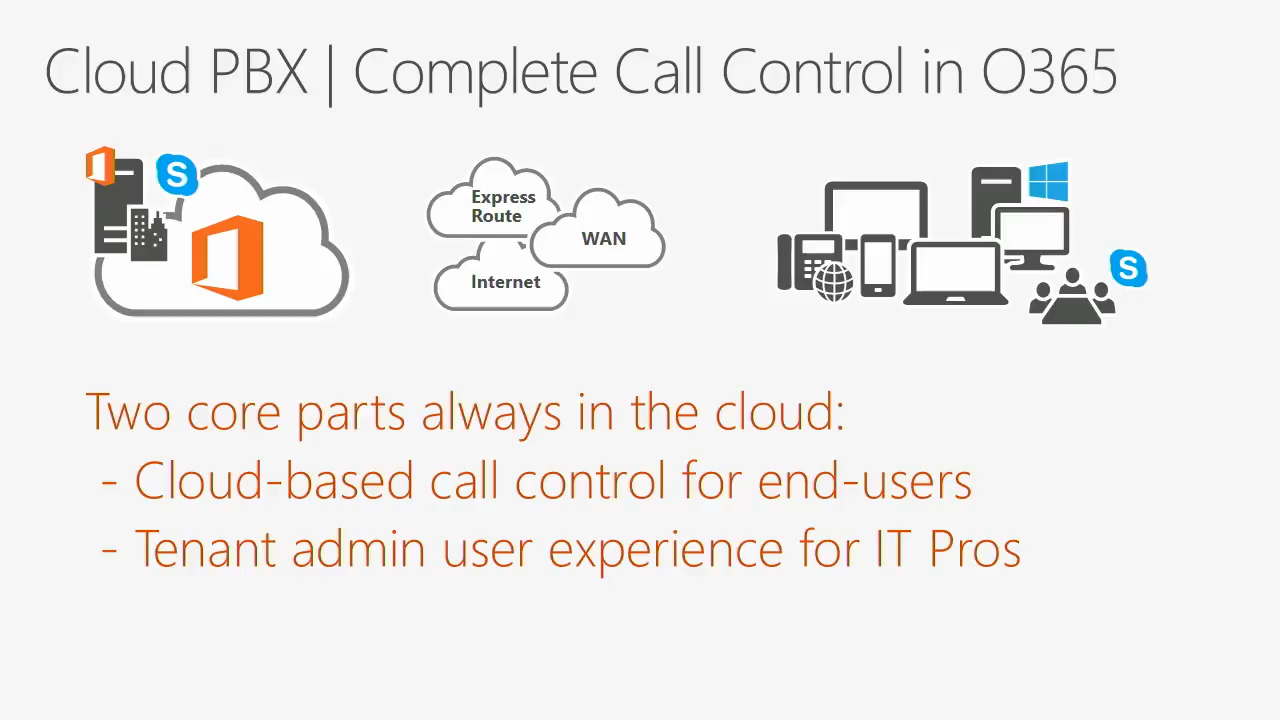 Cloud PBX | Complete Call Control in O365
S
Express
Route
WAN
Internet
S
Two core parts always in the cloud:
- Cloud-based call control for end-users
- Tenant admin user experience for IT Pros